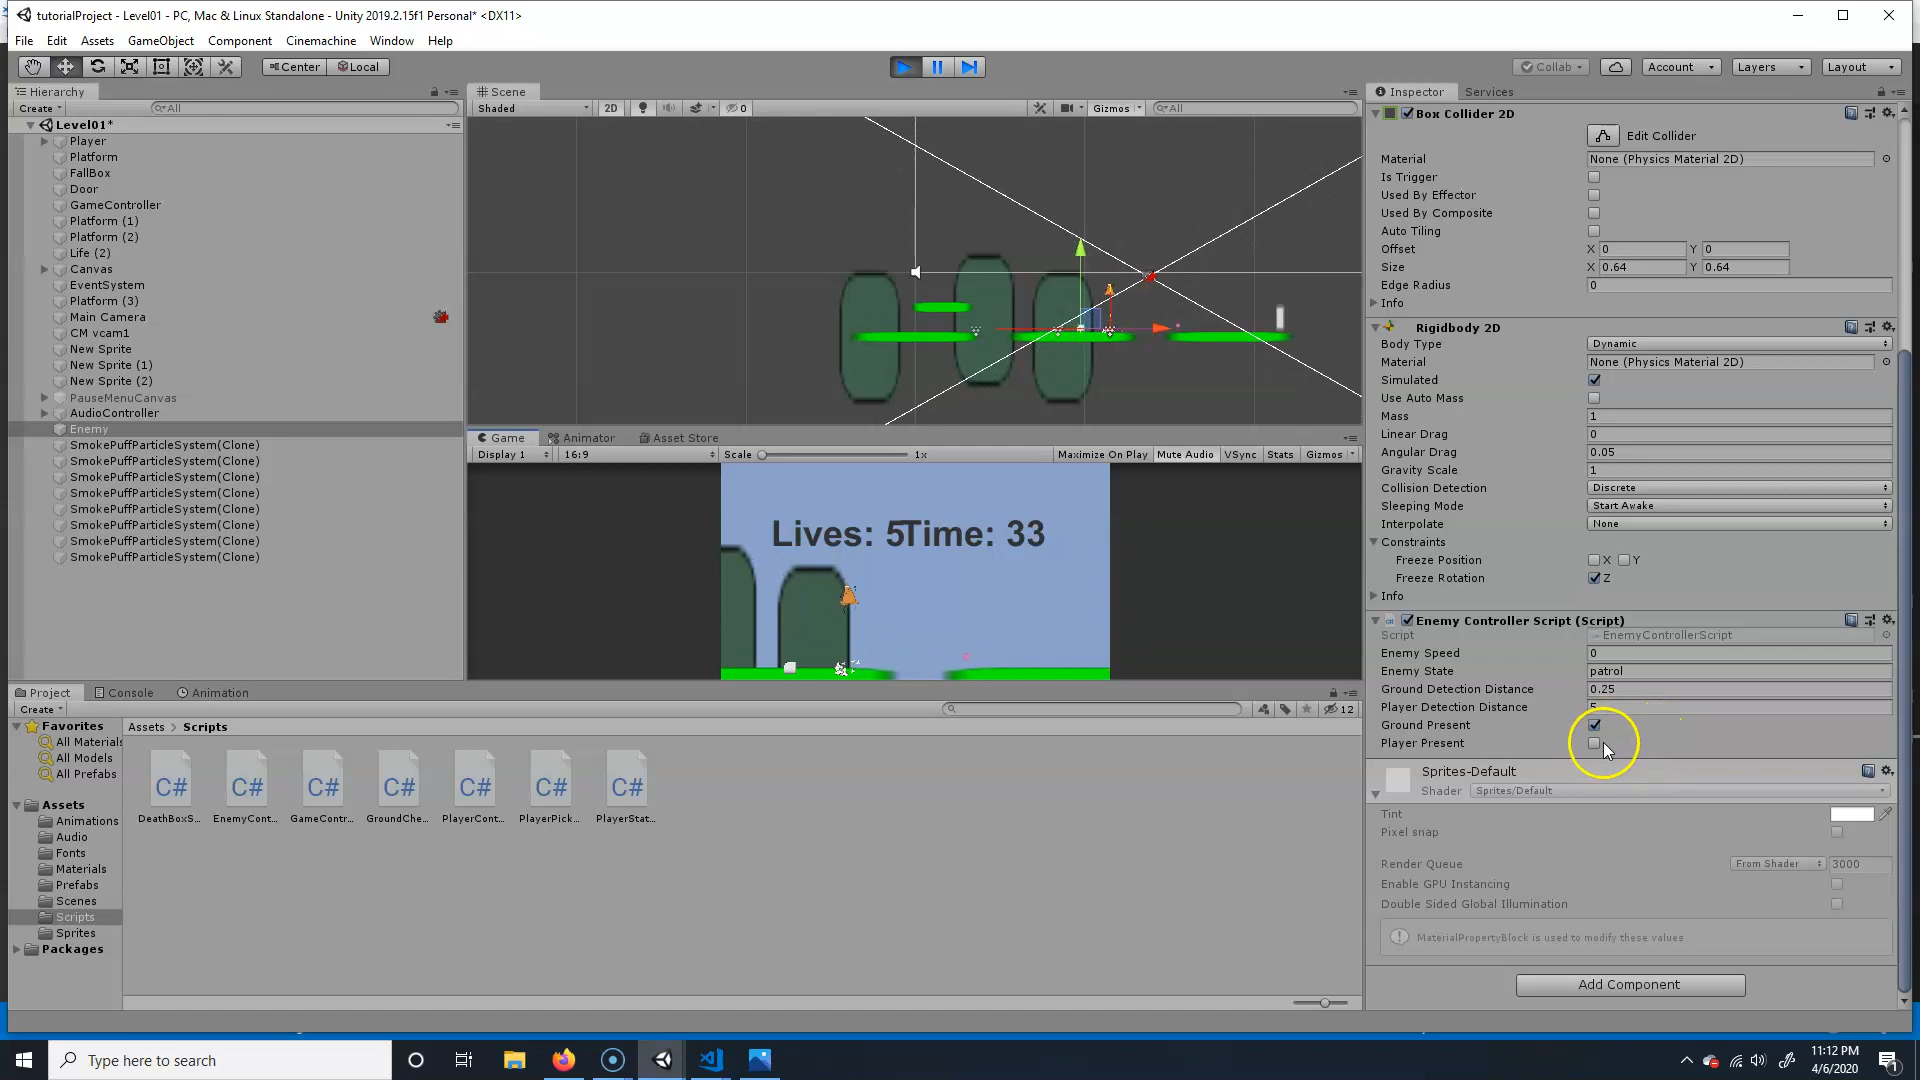 tutorialProject - Level01 - PC, Mac & Linux Standalone - Unity 2019.2.15f1 Personal* <DX11>
File Edit Assets GameObject Component Cinemachine Window Help
Center Local Collab Account Layers Layout
Hierarchy
Create All
Level01*
Player
Platform
FallBox
Door
GameController
Platform (1)
Platform (2)
Life (2)
Canvas
EventSystem
Platform (3)
Main Camera
CM vcam1
New Sprite
New Sprite (1)
New Sprite (2)
PauseMenuCanvas
AudioController
Enemy
SmokePuffParticleSystem(Clone)
SmokePuffParticleSystem(Clone)
SmokePuffParticleSystem(Clone)
SmokePuffParticleSystem(Clone)
SmokePuffParticleSystem(Clone)
SmokePuffParticleSystem(Clone)
SmokePuffParticleSystem(Clone)
SmokePuffParticleSystem(Clone)
Scene
Shaded 2D 0 Gizmos All
Game Animator Asset Store
Display 1 16:9 Scale 1x Maximize On Play Mute Audio VSync Stats Gizmos
Lives: 5Time: 33
Project Console Animation
Create 12
Favorites
All Materials
All Models
All Prefabs
Assets
Animations
Audio
Fonts
Materials
Prefabs
Scenes
Scripts
Sprites
Packages
Assets > Scripts
C# C# C# C# C# C# C#
DeathBoxS... EnemyCont... GameContr... GroundChe... PlayerCont... PlayerPick... PlayerStat...
Inspector Services
Box Collider 2D
Edit Collider
Material None (Physics Material 2D)
Is Trigger
Used By Effector
Used By Composite
Auto Tiling
Offset X 0 Y 0
Size X 0.64 Y 0.64
Edge Radius 0
Info
Rigidbody 2D
Body Type Dynamic
Material None (Physics Material 2D)
Simulated
Use Auto Mass
Mass 1
Linear Drag 0
Angular Drag 0.05
Gravity Scale 1
Collision Detection Discrete
Sleeping Mode Start Awake
Interpolate None
Constraints
Freeze Position X Y
Freeze Rotation Z
Info
Enemy Controller Script (Script)
Script EnemyControllerScript
Enemy Speed 0
Enemy State patrol
Ground Detection Distance 0.25
Player Detection Distance 5
Ground Present
Player Present
Sprites-Default
Shader Sprites/Default
Tint
Pixel snap
Render Queue From Shader 3000
Enable GPU Instancing
Double Sided Global Illumination
MaterialPropertyBlock is used to modify these values
Add Component
Type here to search
11:12 PM
4/6/2020
1